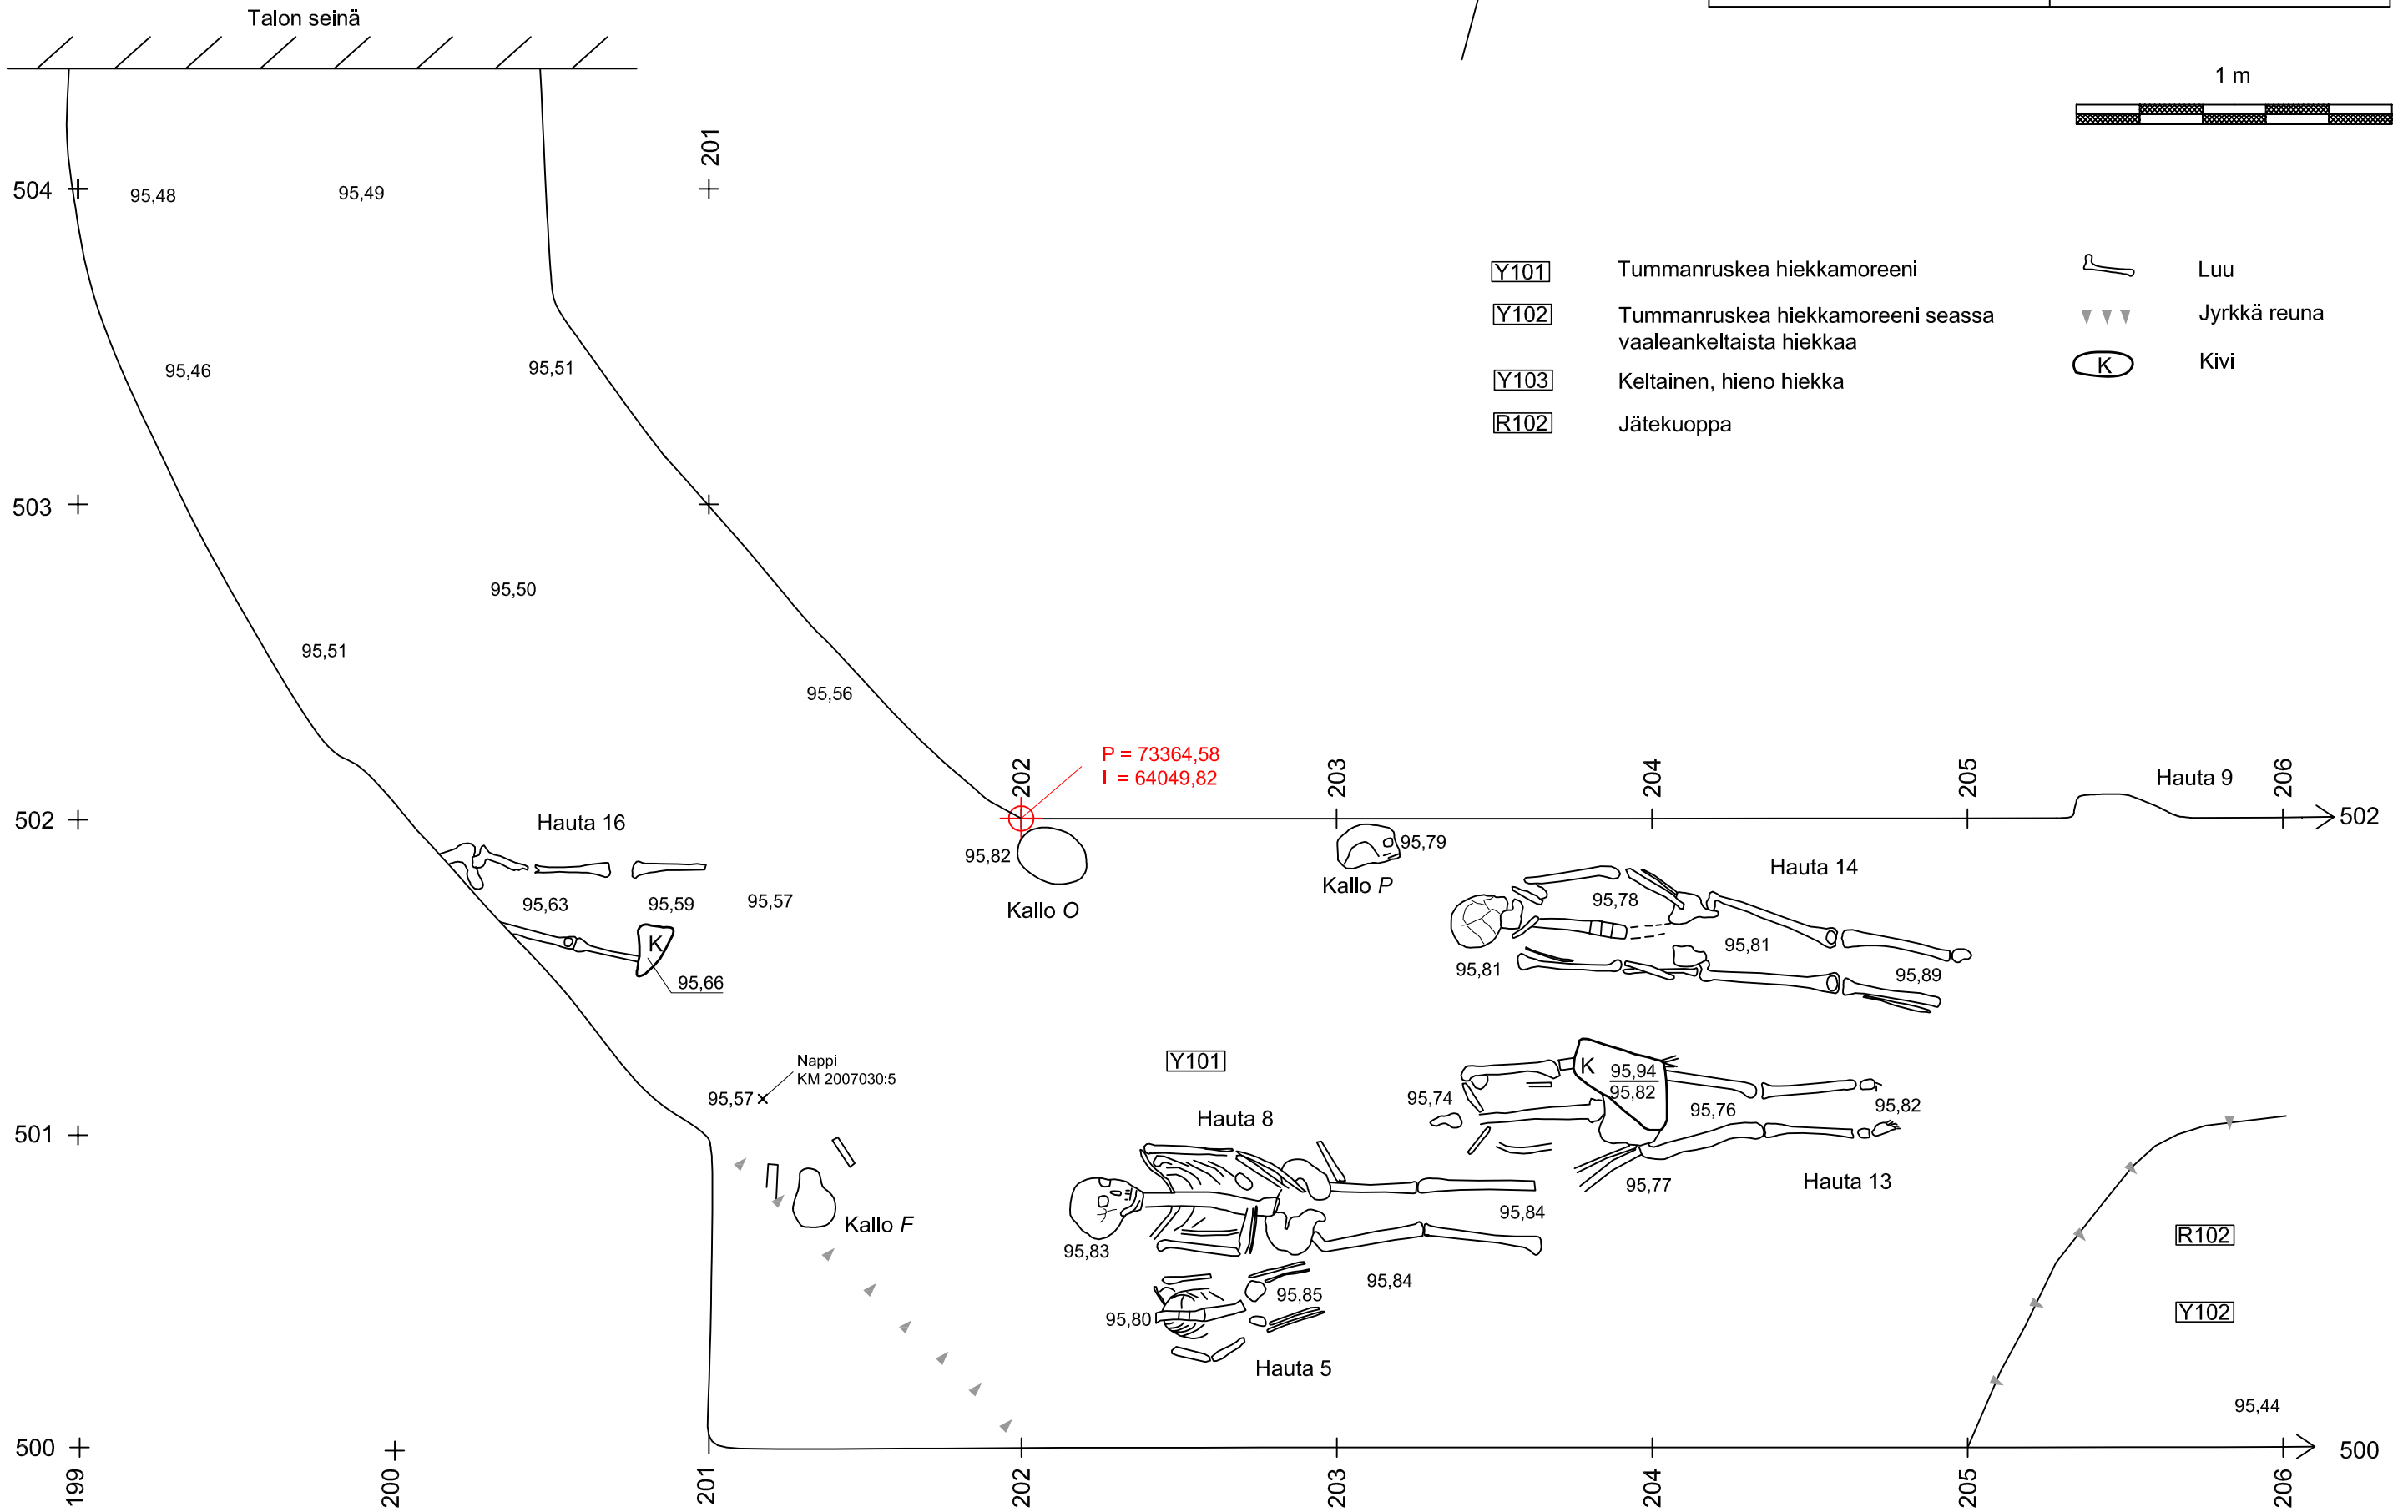 Talon seinä
1 m
201
504
95,48
95,49
Y101 Tummanruskea hiekkamoreeni
Y102 Tummanruskea hiekkamoreeni seassa
vaaleankeltaista hiekkaa
Y103 Keltainen, hieno hiekka
R102 Jätekuoppa
Luu
Jyrkkä reuna
K Kivi
95,46
95,51
503
95,50
95,51
95,56
P = 73364,58
I = 64049,82
202
203
204
205
206
Hauta 9
502
502
Hauta 16
95,82
Kallo O
95,79
Kallo P
Hauta 14
95,63
95,59
95,57
K
95,66
95,78
95,81
95,81
95,89
Nappi
KM 2007030:5
95,57
Y101
K
95,94
95,82
95,74
95,76
95,82
501
Hauta 8
95,77
Hauta 13
Kallo F
95,83
95,84
95,84
R102
95,80
95,85
Y102
Hauta 5
95,44
500
500
199
200
201
202
203
204
205
206